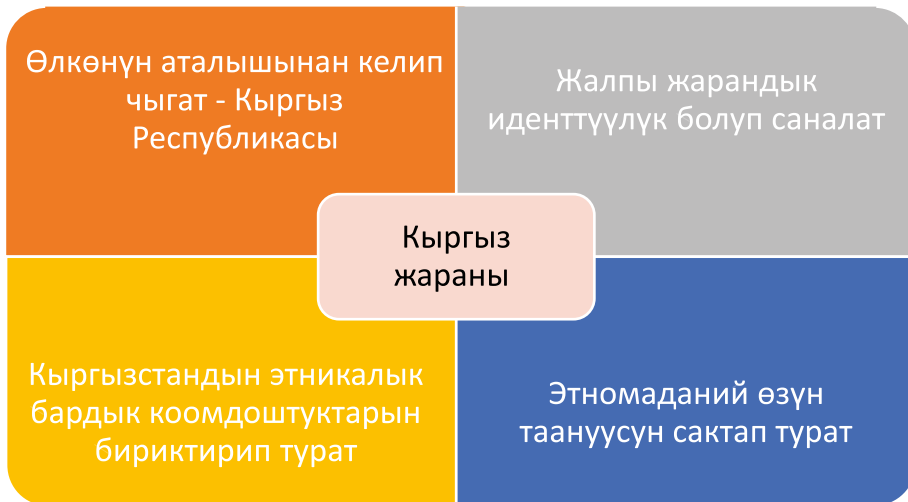 Өлкөнүн аталышынан келип
чыгат - Кыргыз
Республикасы
Жалпы жарандык
иденттүүлүк болуп саналат
Кыргыз
жараны
Кыргызстандын этникалык
бардык коомдоштуктарын
бириктирип турат
Этномаданий өзүн
таануусун сактап турат